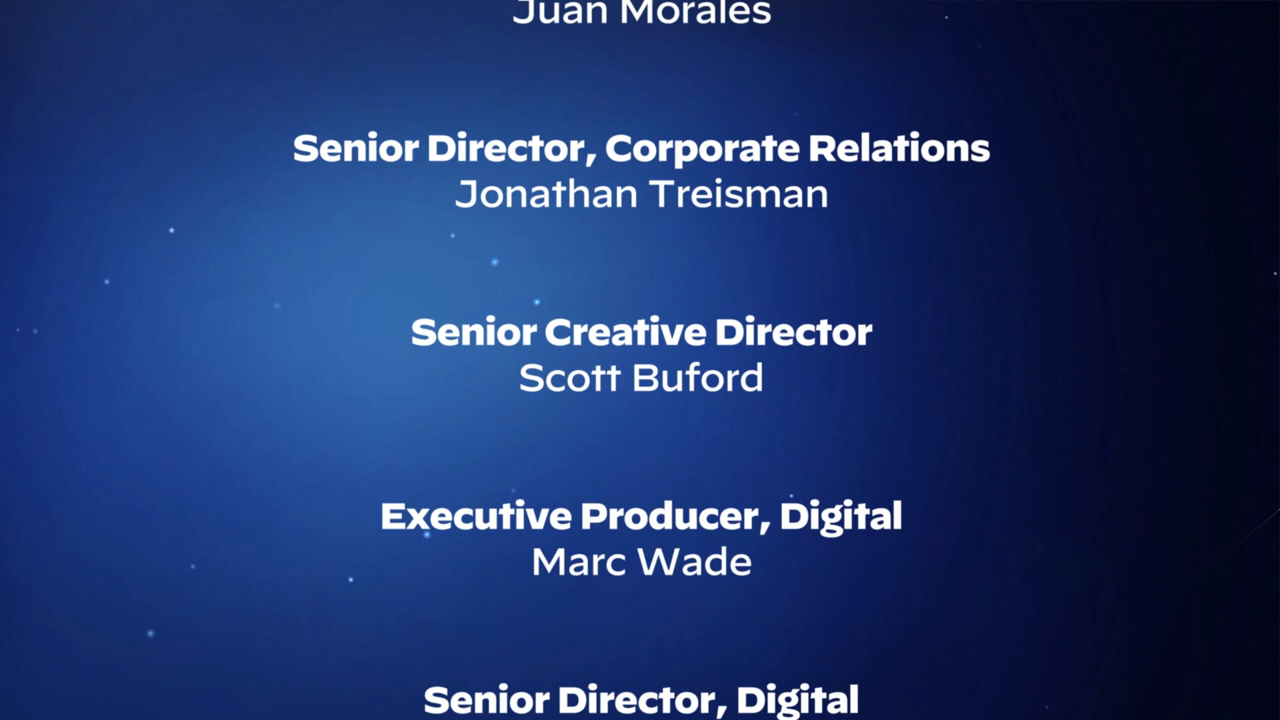 Juan Morales
Senior Director, Corporate Relations
Jonathan Treisman
Senior Creative Director
Scott Buford
Executive Producer, Digital
Marc Wade
Senior Director, Digital